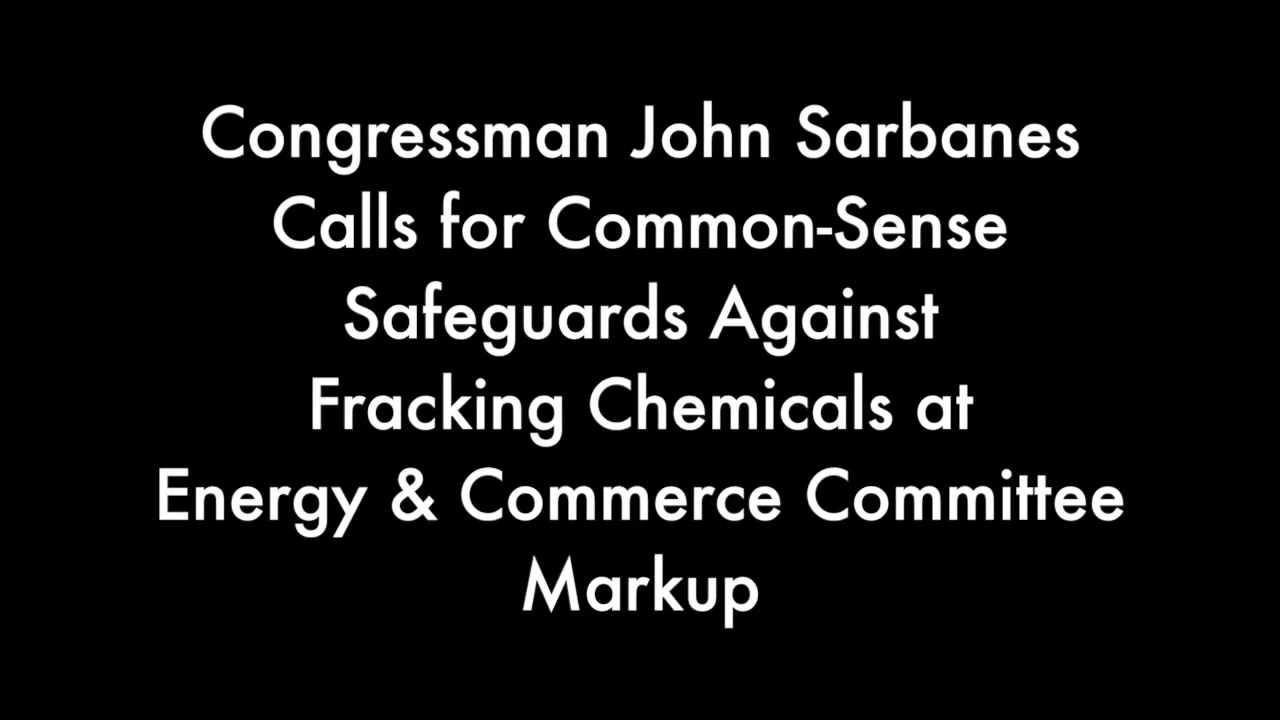 Congressman John Sarbanes
Calls for Common-Sense
Safeguards Against
Fracking Chemicals at
Energy & Commerce Committee
Markup